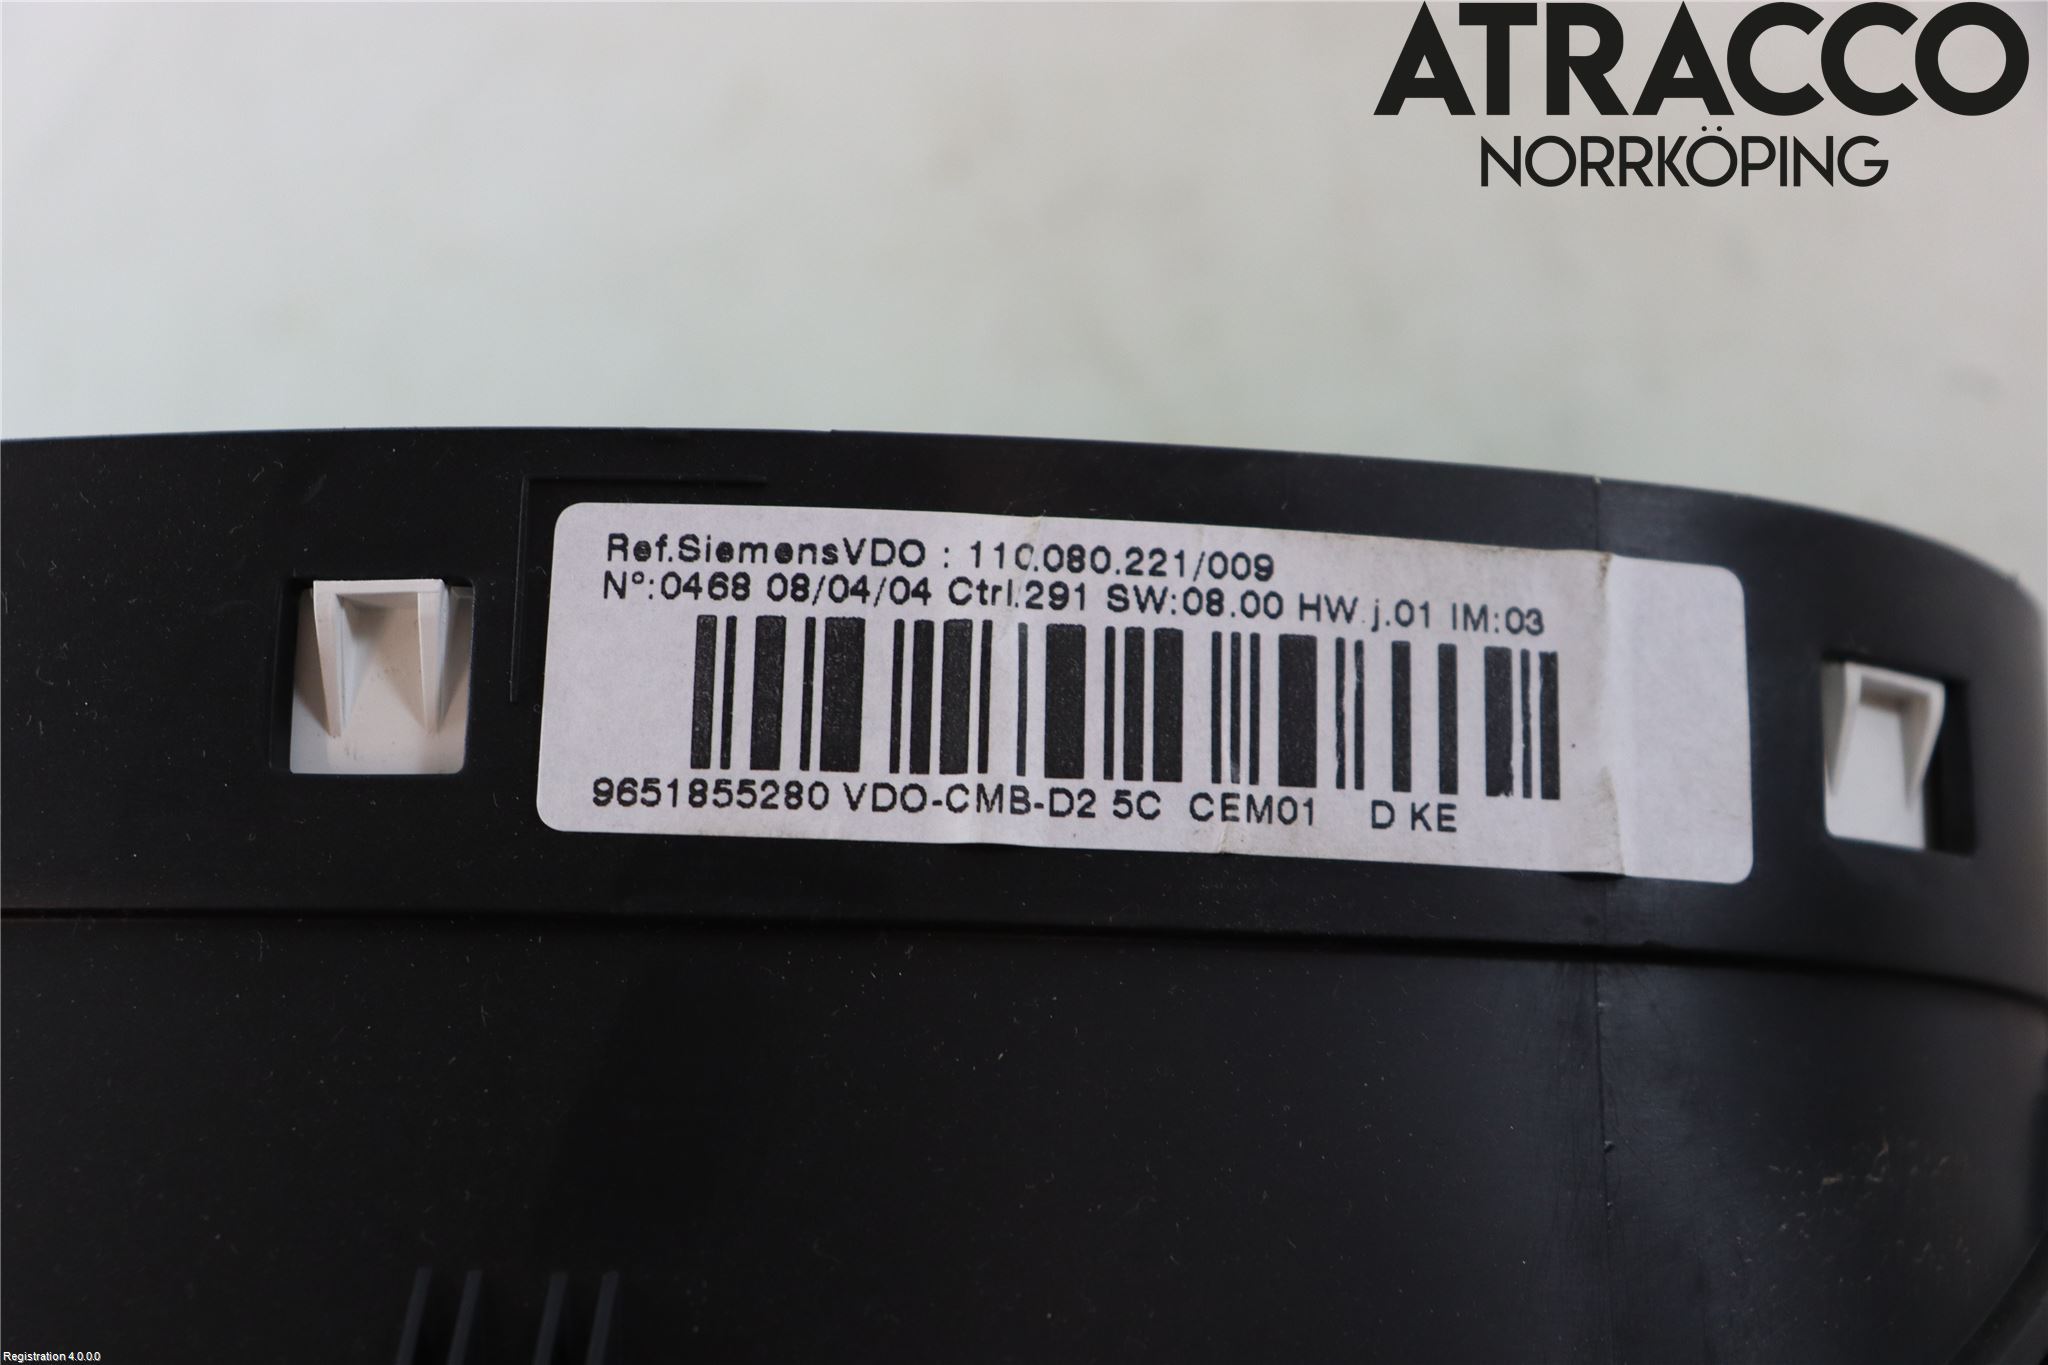 ATRACCO
NORRKÖPING
Ref.SiemensVDO : 110.080.221/009
Nº:0468 08/04/04 Ctrl.291 SW:08.00 HW.j.01 IM:03
9651855280 VDO-CMB-D2 5C CEM01 D KE
Registration 4.0.0.0